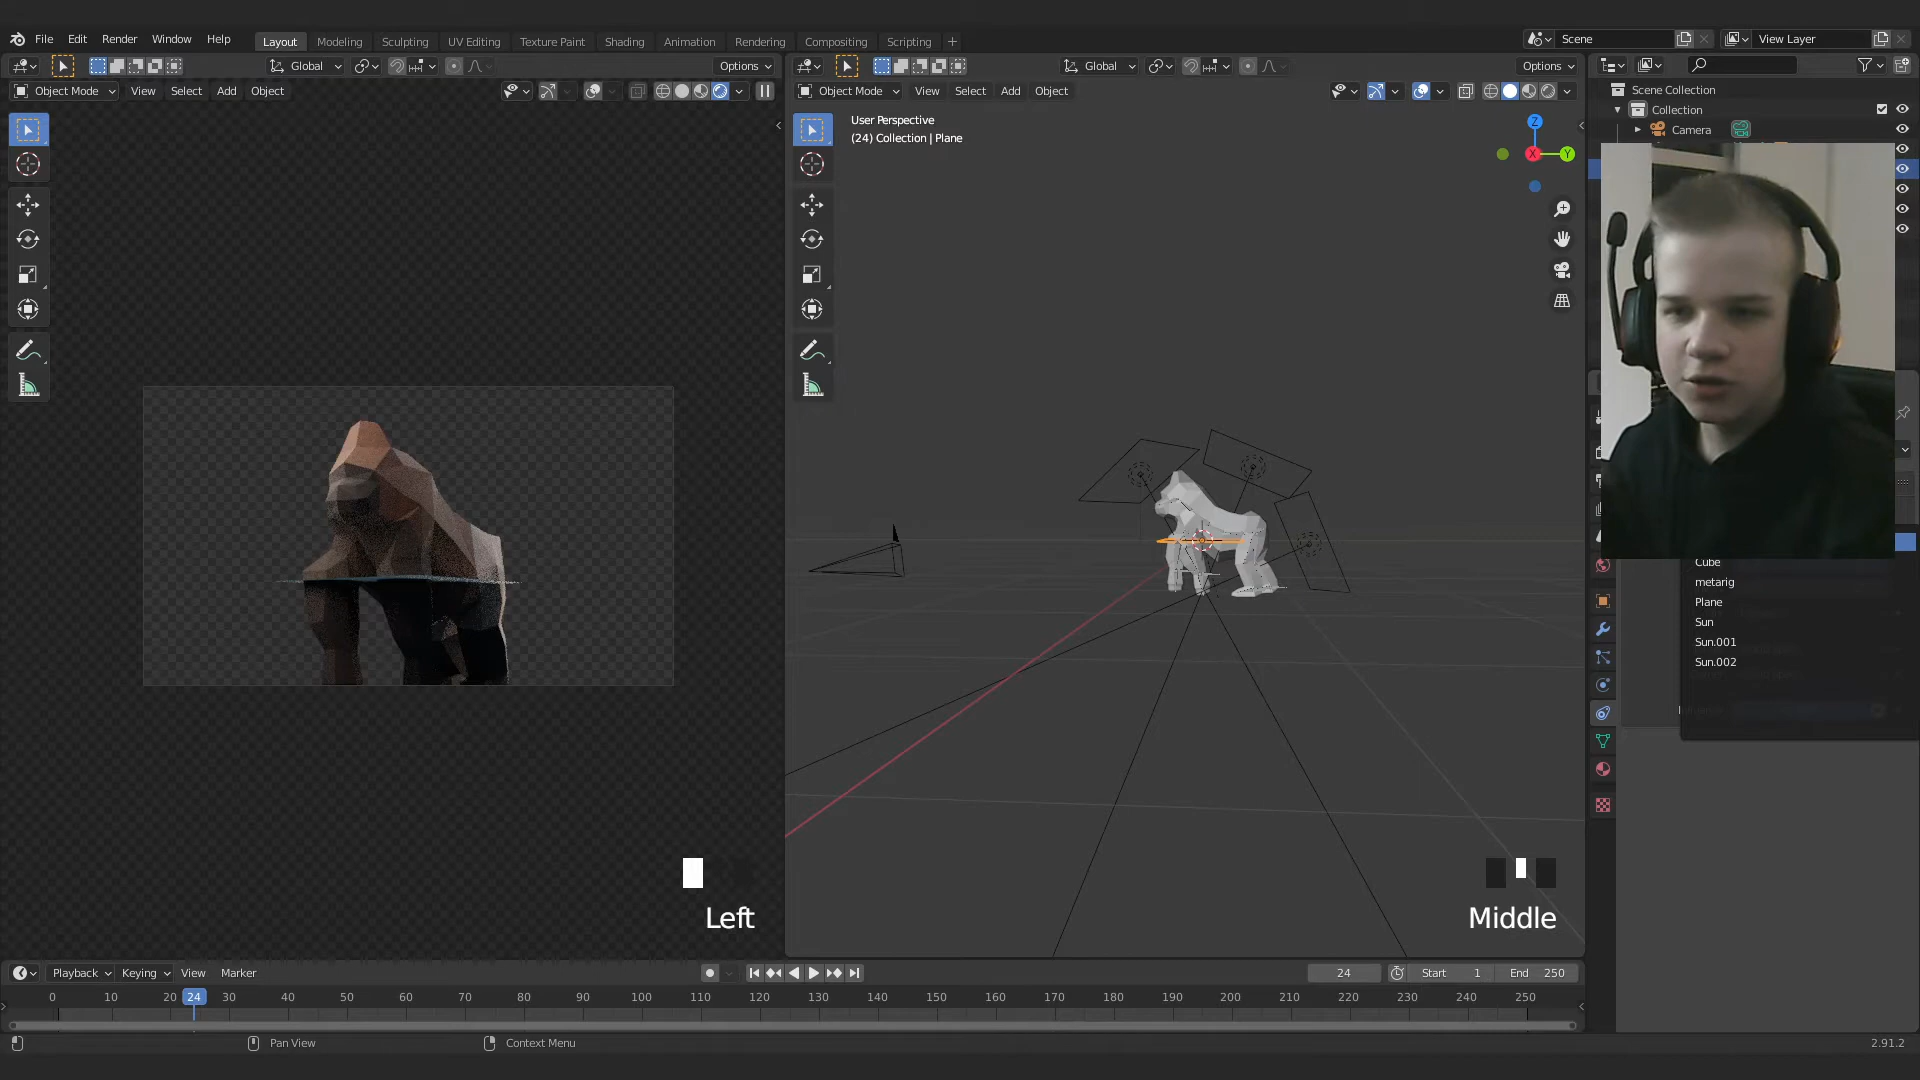 File Edit Render Window Help Layout Modeling Sculpting UV Editing Texture Paint Shading Animation Rendering Compositing Scripting + Scene View Layer
Global Options Global Options
Object Mode View Select Add Object Object Mode View Select Add Object
Scene Collection
Collection
Camera
User Perspective
(24) Collection | Plane
Z
X
Y
Cube
metarig
Plane
Sun
Sun.001
Sun.002
Left
Middle
Playback Keying View Marker 24 Start 1 End 250
0 10 20 24 30 40 50 60 70 80 90 100 110 120 130 140 150 160 170 180 190 200 210 220 230 240 250
Pan View Context Menu 2.91.2